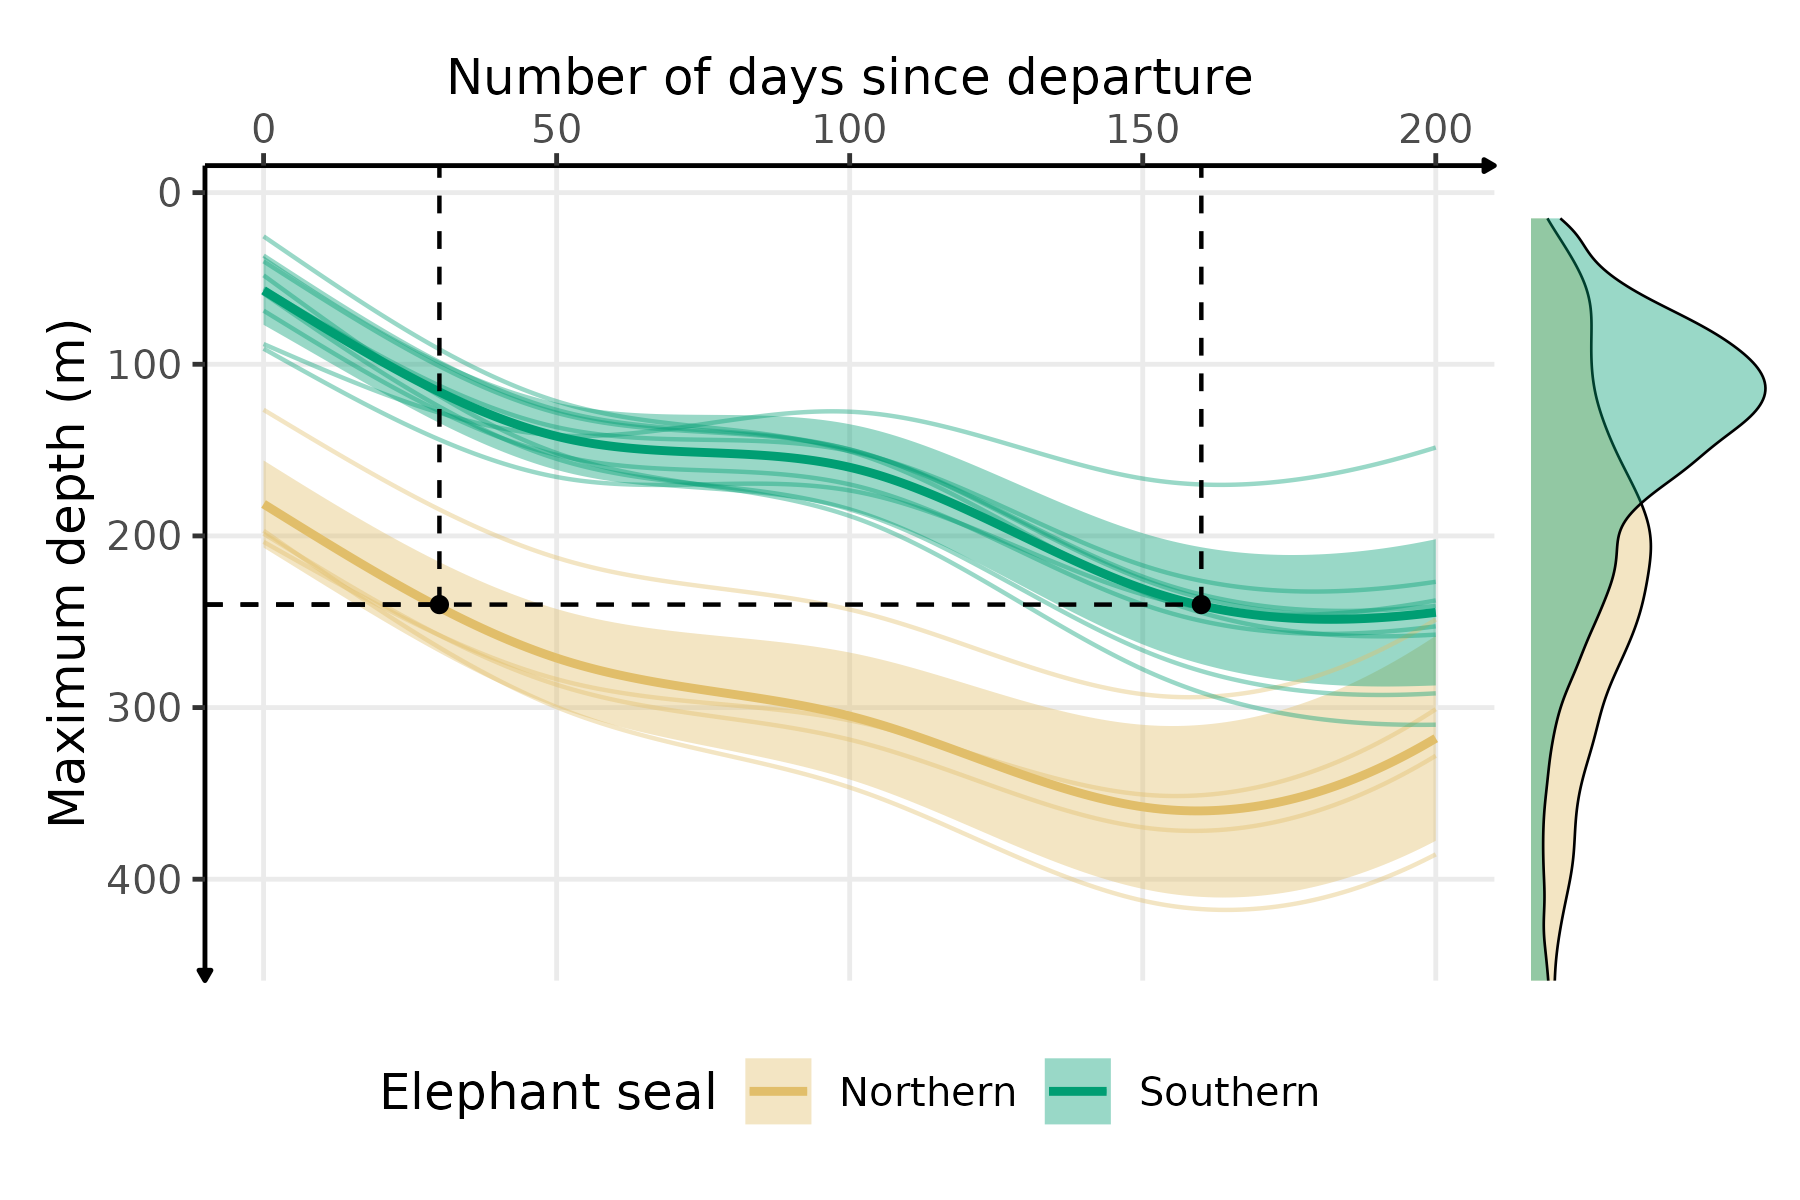 Number of days since departure
0 50 100 150 200
Maximum depth (m)
0
100
200
300
400
Elephant seal Northern Southern